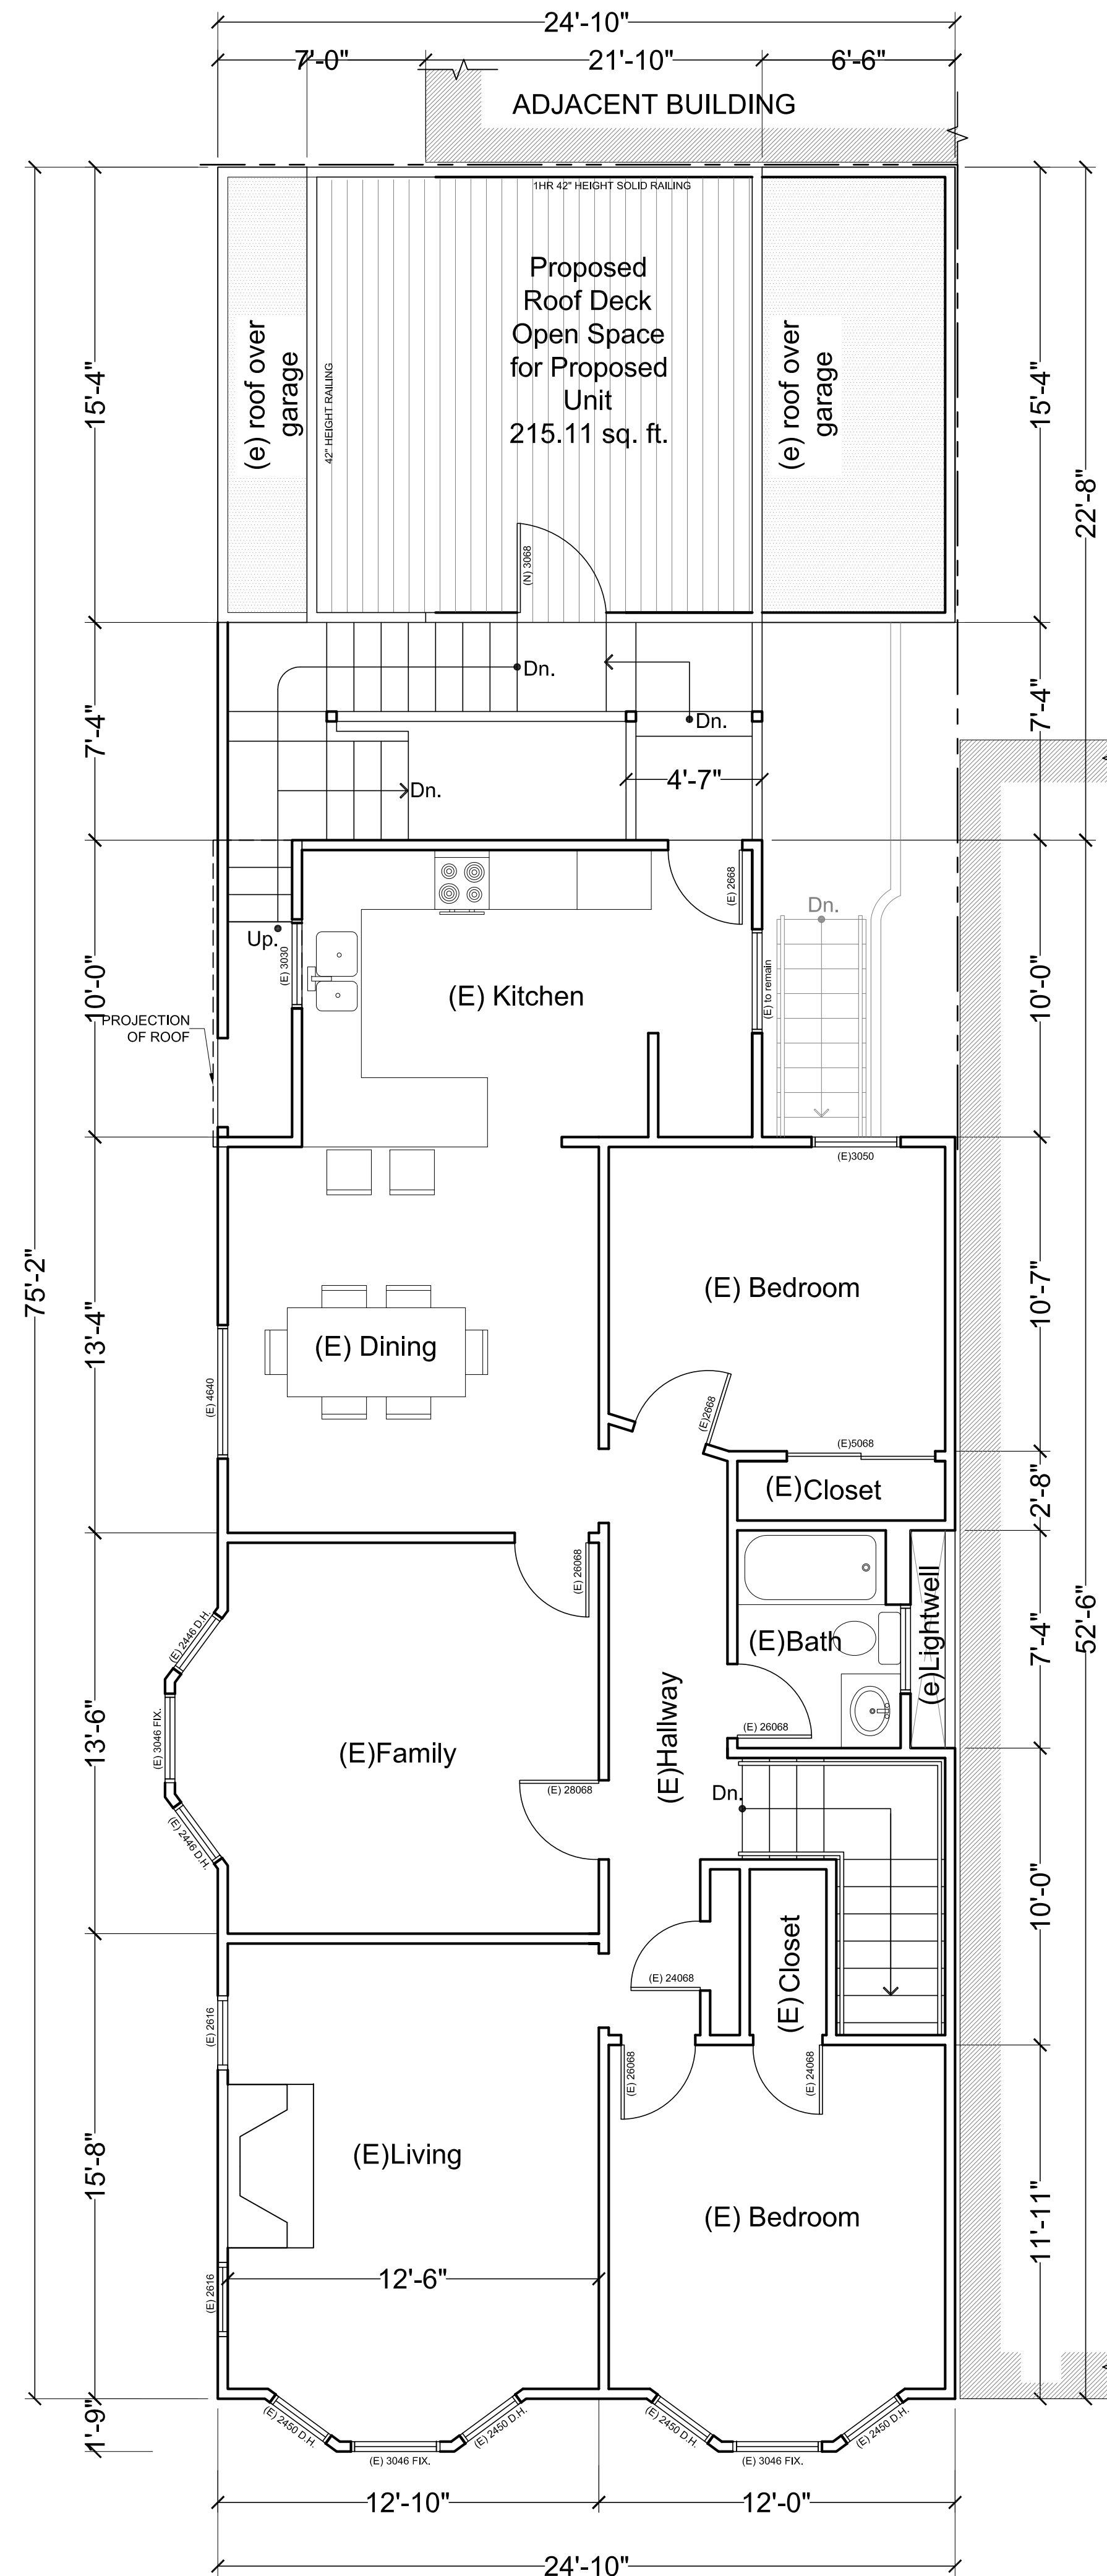 24'-10"
7'-0"
21'-10"
6'-6"
ADJACENT BUILDING
1HR 42" HEIGHT SOLID RAILING
Proposed
Roof Deck
Open Space
for Proposed
Unit
215.11 sq. ft.
(e) roof over
garage
42" HEIGHT RAILING
(e) roof over
garage
15'-4"
15'-4"
22'-8"
(N) 3068
Dn.
Dn.
7'-4"
7'-4"
4'-7"
Dn.
(E) 2668
Dn.
Up.
(E) 3030
(E) to remain
(E) Kitchen
10'-0"
10'-0"
PROJECTION
OF ROOF
(E)3050
75'-2"
(E) Bedroom
10'-7"
13'-4"
(E) Dining
(E) 4640
(E)2668
(E)5068
(E)Closet
2'-8"
(E) 26068
(E)Lightwell
(E) 2446 D.H.
(E)Bath
7'-4"
52'-6"
(E)Hallway
(E) 3046 FIX.
13'-6"
(E)Family
(E) 26068
(E) 28068
Dn.
(E) 2446 D.H.
10'-0"
(E) Closet
(E) 24068
(E) 2616
(E) 26068
(E) 24068
15'-8"
(E)Living
(E) Bedroom
11'-11"
12'-6"
(E) 2616
1'-9"
(E) 2450 D.H.
(E) 2450 D.H.
(E) 2450 D.H.
(E) 2450 D.H.
(E) 3046 FIX.
(E) 3046 FIX.
12'-10"
12'-0"
24'-10"